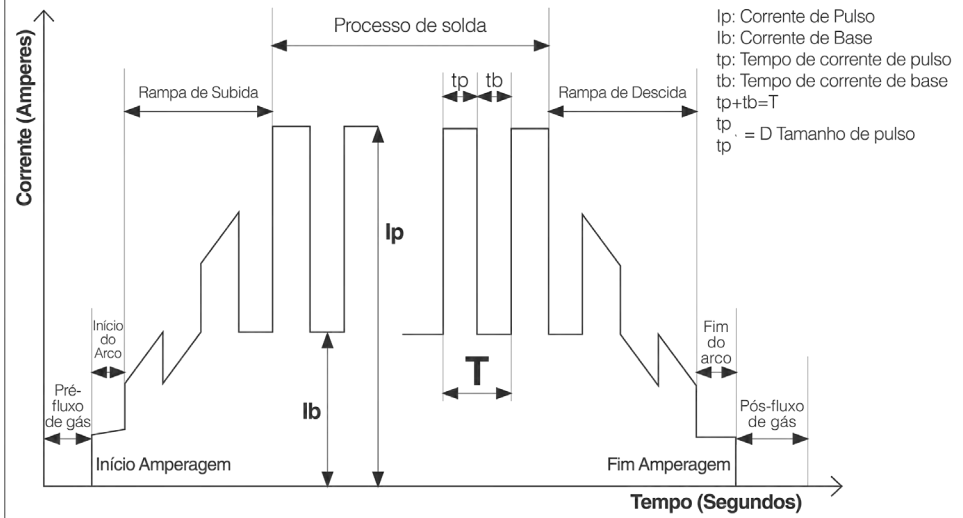 Corrente (Amperes)
Processo de solda
Rampa de Subida
tp
tb
Rampa de Descida
Ip: Corrente de Pulso
Ib: Corrente de Base
tp: Tempo de corrente de pulso
tb: Tempo de corrente de base
tp+tb=T
tp
= D Tamanho de pulso
tp
Ip
Início
do
Arco
Fim
do
arco
T
Pré-
fluxo
de gás
Ib
Pós-fluxo
de gás
Início Amperagem
Fim Amperagem
Tempo (Segundos)